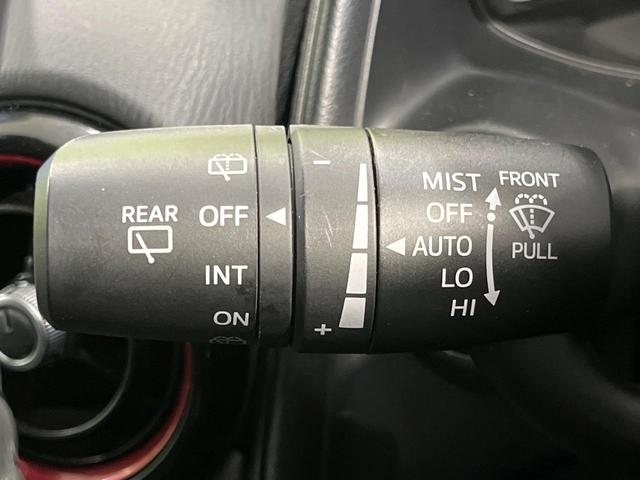 REAR
OFF
INT
ON
-
+
MIST
OFF
AUTO
LO
HI
FRONT
PULL